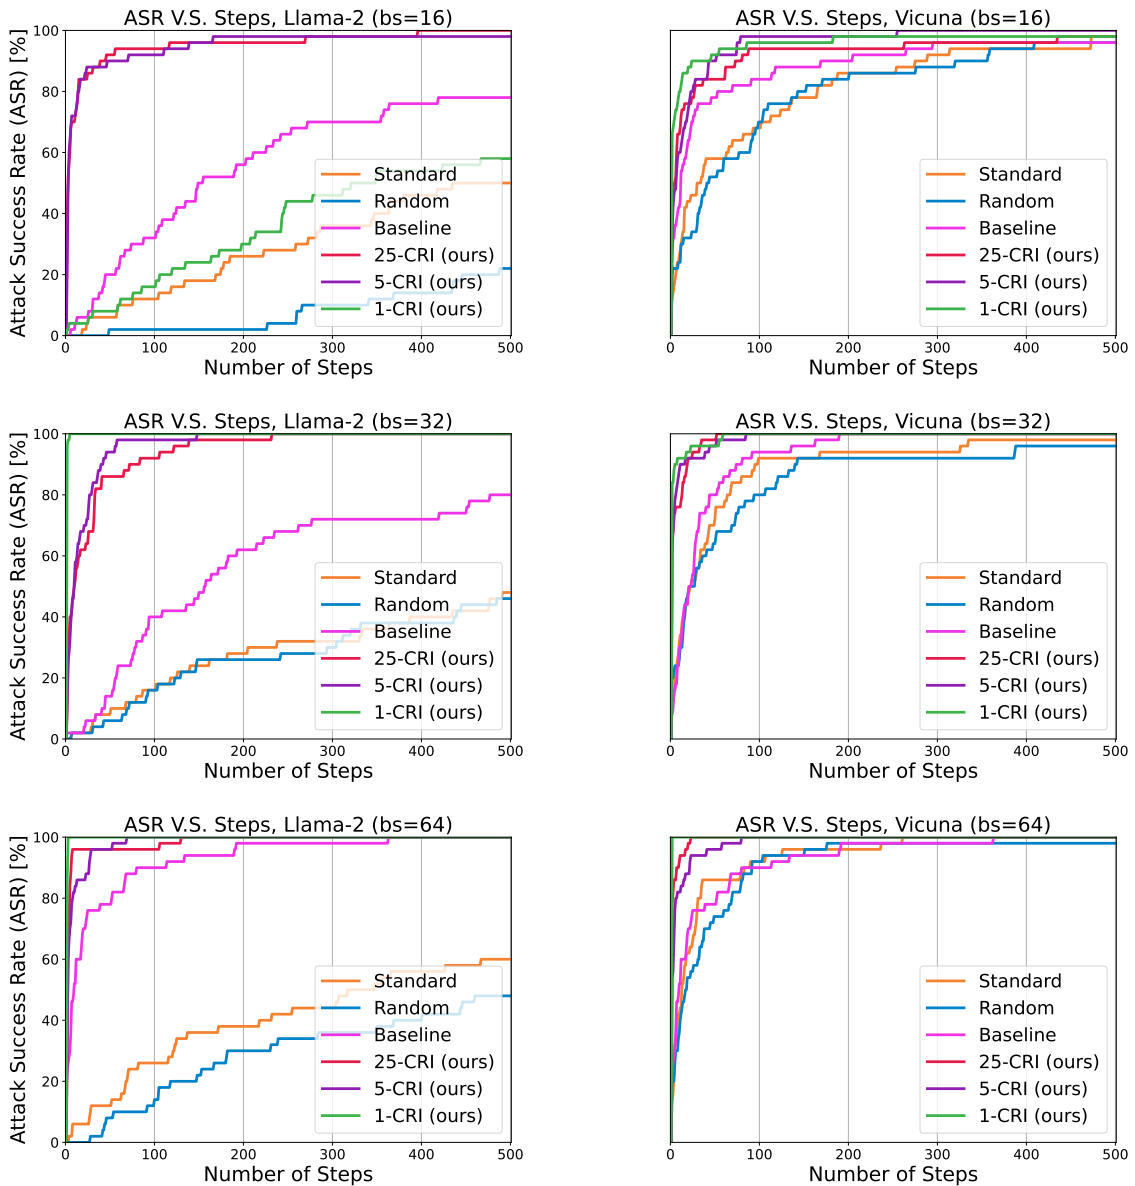 ASR V.S. Steps, Llama-2 (bs=16)
Attack Success Rate (ASR) [%]
100
80
60
40
20
0
0 100 200 300 400 500
Number of Steps
Standard
Random
Baseline
25-CRI (ours)
5-CRI (ours)
1-CRI (ours)
ASR V.S. Steps, Vicuna (bs=16)
0 100 200 300 400 500
Number of Steps
Standard
Random
Baseline
25-CRI (ours)
5-CRI (ours)
1-CRI (ours)
ASR V.S. Steps, Llama-2 (bs=32)
Attack Success Rate (ASR) [%]
100
80
60
40
20
0
0 100 200 300 400 500
Number of Steps
Standard
Random
Baseline
25-CRI (ours)
5-CRI (ours)
1-CRI (ours)
ASR V.S. Steps, Vicuna (bs=32)
0 100 200 300 400 500
Number of Steps
Standard
Random
Baseline
25-CRI (ours)
5-CRI (ours)
1-CRI (ours)
ASR V.S. Steps, Llama-2 (bs=64)
Attack Success Rate (ASR) [%]
100
80
60
40
20
0
0 100 200 300 400 500
Number of Steps
Standard
Random
Baseline
25-CRI (ours)
5-CRI (ours)
1-CRI (ours)
ASR V.S. Steps, Vicuna (bs=64)
0 100 200 300 400 500
Number of Steps
Standard
Random
Baseline
25-CRI (ours)
5-CRI (ours)
1-CRI (ours)